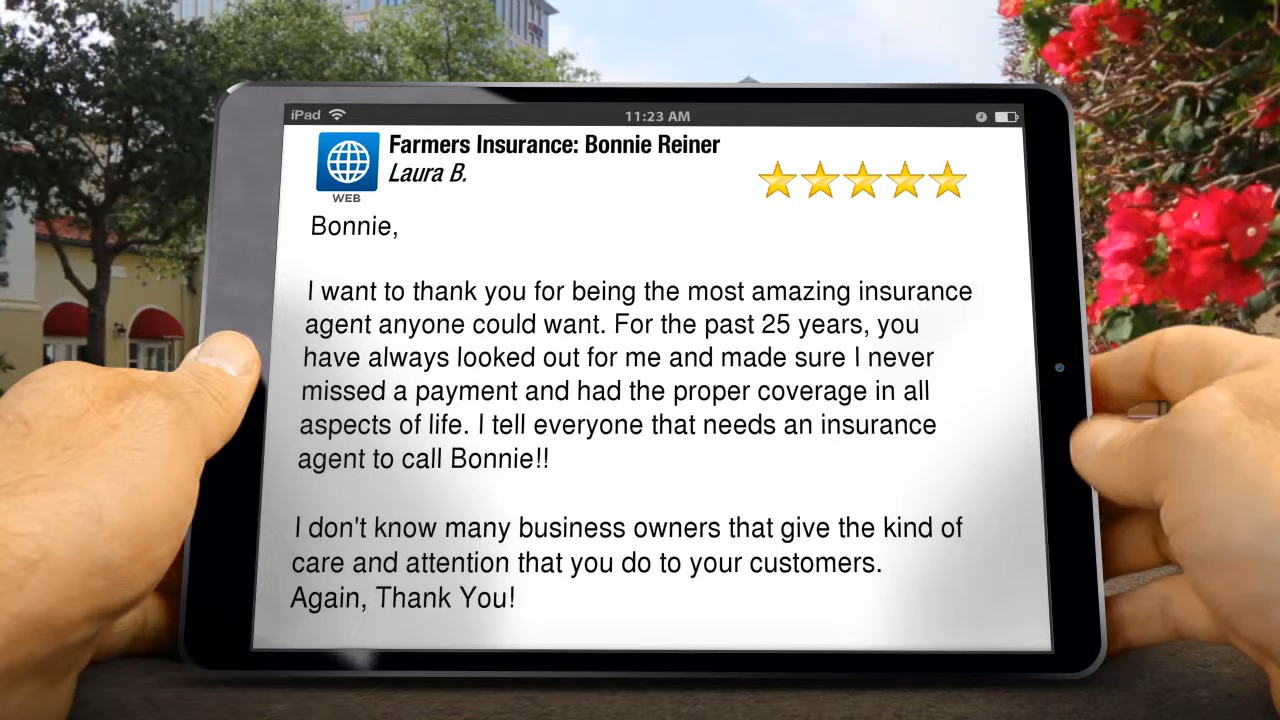 iPad 11:23 AM
Farmers Insurance: Bonnie Reiner
Laura B.
WEB
Bonnie,
I want to thank you for being the most amazing insurance
agent anyone could want. For the past 25 years, you
have always looked out for me and made sure I never
missed a payment and had the proper coverage in all
aspects of life. I tell everyone that needs an insurance
agent to call Bonnie!!
I don't know many business owners that give the kind of
care and attention that you do to your customers.
Again, Thank You!